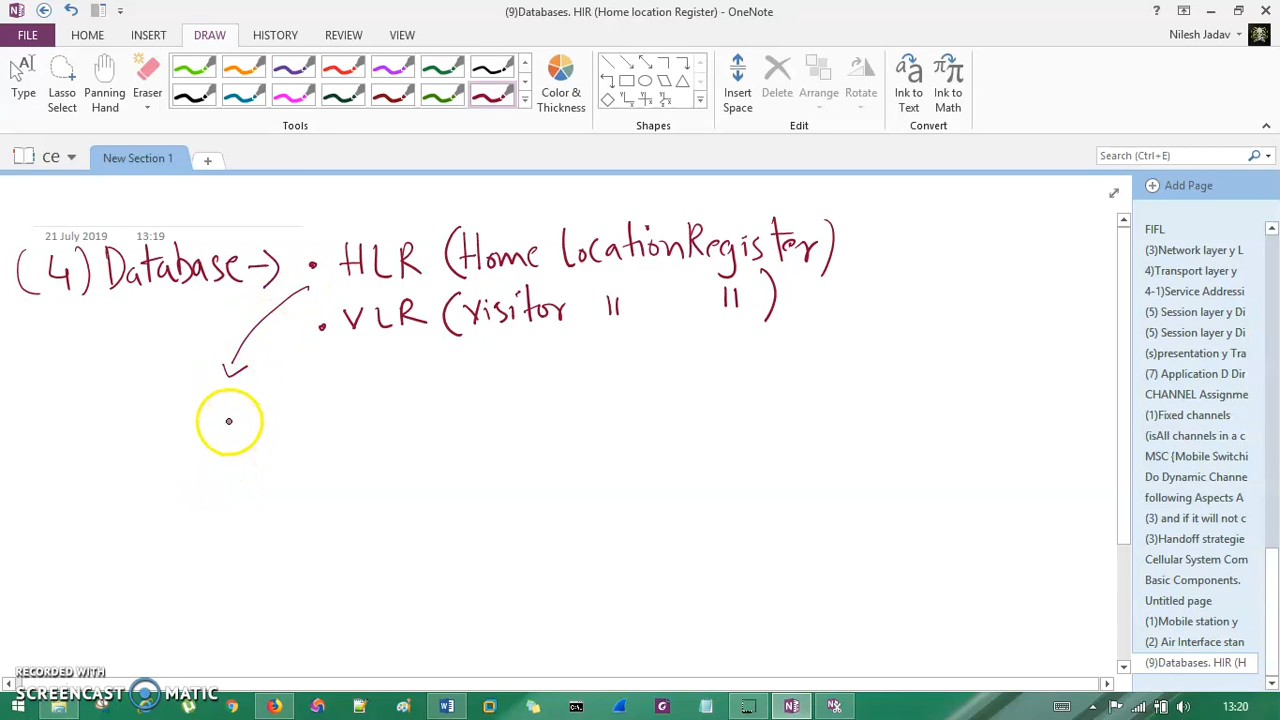 (9)Databases. HIR (Home location Register) - OneNote
FILE HOME INSERT DRAW HISTORY REVIEW VIEW Nilesh Jadav
Type Lasso Select Panning Hand Eraser Color & Thickness Insert Space Delete Arrange Rotate Ink to Text Ink to Math
Tools Shapes Edit Convert
ce New Section 1 Search (Ctrl+E)
Add Page
21 July 2019 13:19
(4) Database → • HLR (Home locationRegister)
• VLR (Visitor " ")
FIFL
(3)Network layer y L
4)Transport layer y
4-1)Service Addressi
(5) Session layer y Di
(6) Session layer y Di
(s)presentation y Tra
(7) Application D Dir
CHANNEL Assignme
(1)Fixed channels
(isAll channels in a c
MSC (Mobile Switchi
Do Dynamic Channe
following Aspects A
(3) and if it will not c
(3)Handoff strategie
Cellular System Com
Basic Components.
Untitled page
(1)Mobile station y
(2) Air Interface stan
(9)Databases. HIR (H
RECORDED WITH
SCREENCAST MATIC
13:20